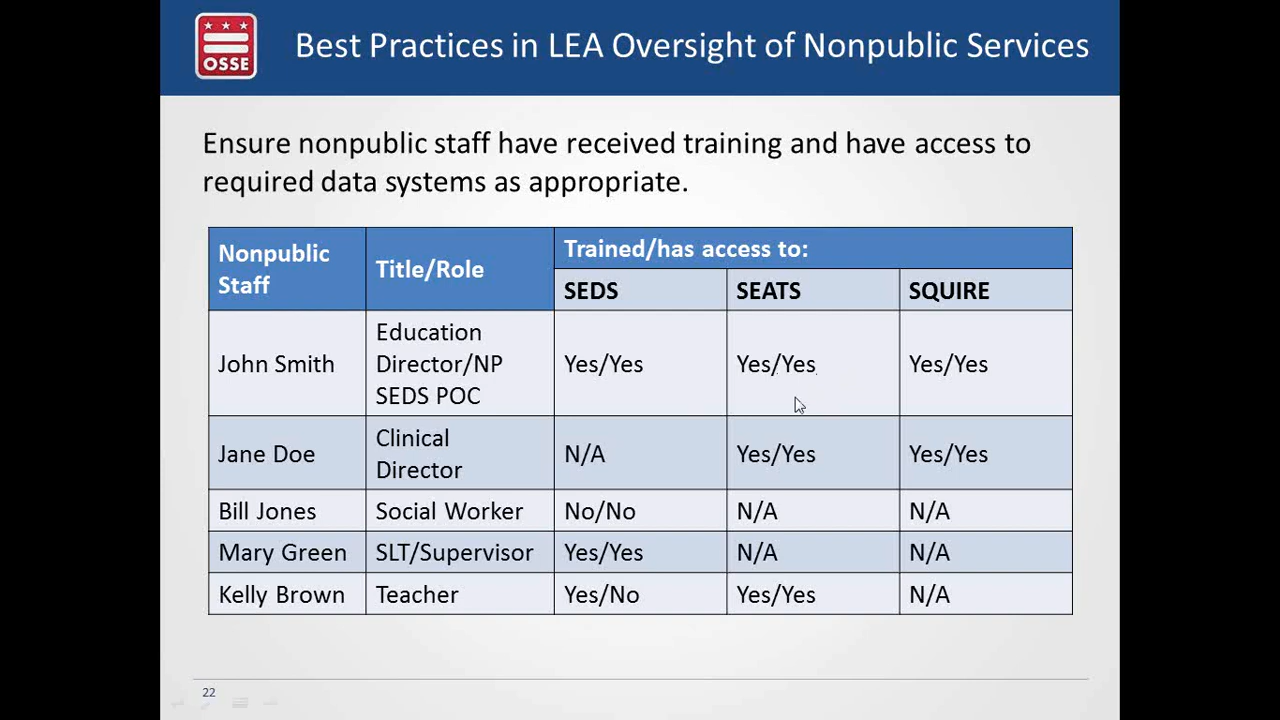 OSSE
Best Practices in LEA Oversight of Nonpublic Services
Ensure nonpublic staff have received training and have access to
required data systems as appropriate.
Nonpublic
Staff
Title/Role
Trained/has access to:
SEDS
SEATS
SQUIRE
John Smith
Education
Director/NP
SEDS POC
Yes/Yes
Yes/Yes
Yes/Yes
Jane Doe
Clinical
Director
N/A
Yes/Yes
Yes/Yes
Bill Jones
Social Worker
No/No
N/A
N/A
Mary Green
SLT/Supervisor
Yes/Yes
N/A
N/A
Kelly Brown
Teacher
Yes/No
Yes/Yes
N/A
22